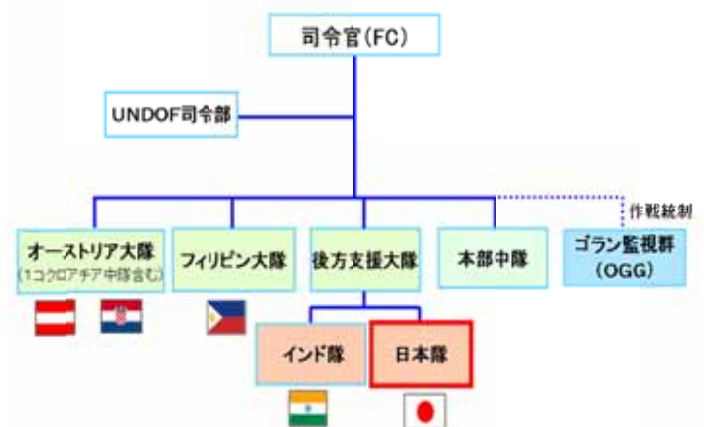 司令官(FC)
UNDOF司令部
作戦統制
オーストリア大隊
(1コクロアチア中隊含む)
フィリピン大隊
後方支援大隊
本部中隊
ゴラン監視群
(OGG)
インド隊
日本隊